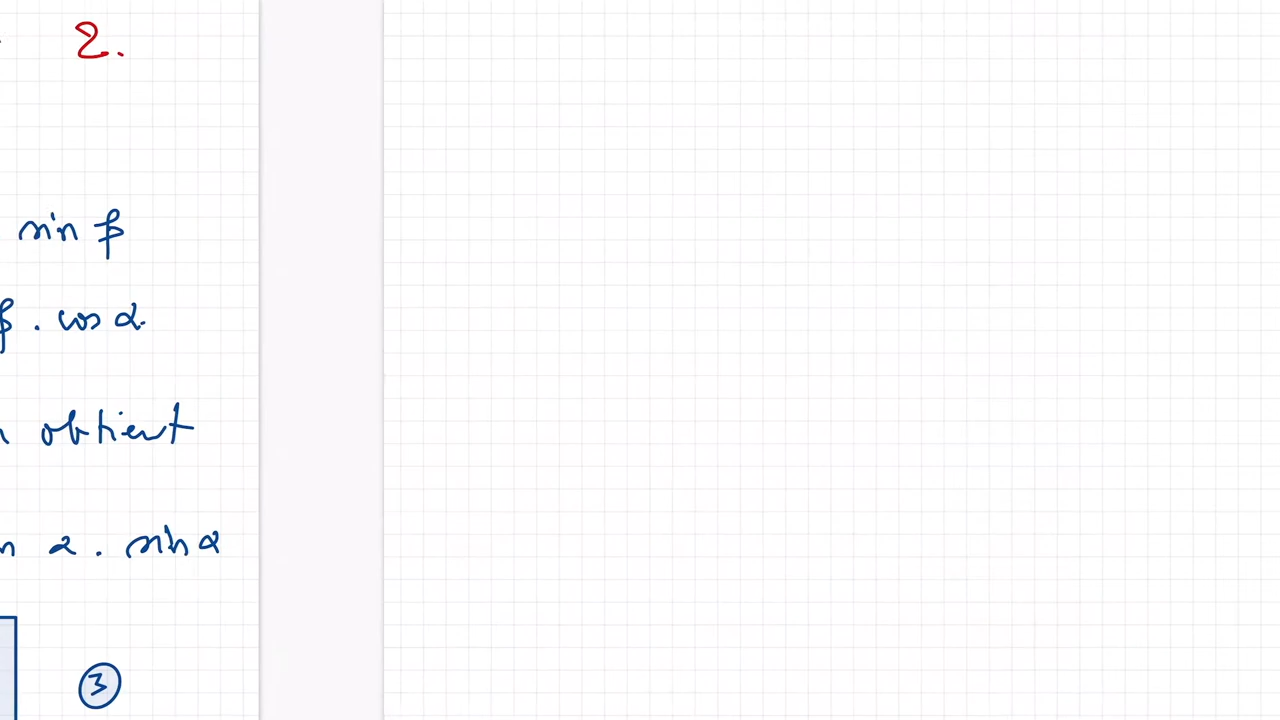 2.
sin β
β . cos α.
obtient
α . sin α
3